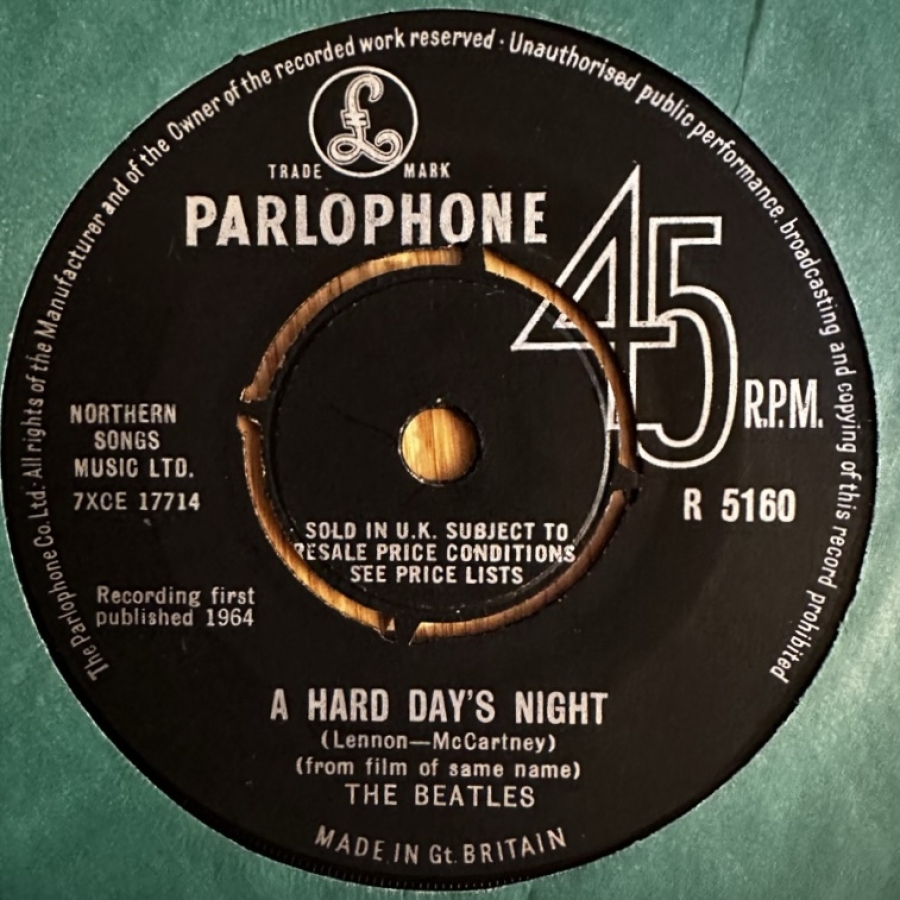 The Parlophone Co. Ltd. · All rights of the Manufacturer and of the Owner of the recorded work reserved · Unauthorised public performance, broadcasting and copying of this record prohibited
£
TRADE MARK
PARLOPHONE
45 R.P.M.
NORTHERN
SONGS
MUSIC LTD.
7XCE 17714
R 5160
SOLD IN U.K. SUBJECT TO
RESALE PRICE CONDITIONS
SEE PRICE LISTS
Recording first
published 1964
A HARD DAY'S NIGHT
(Lennon—McCartney)
(from film of same name)
THE BEATLES
MADE IN Gt. BRITAIN